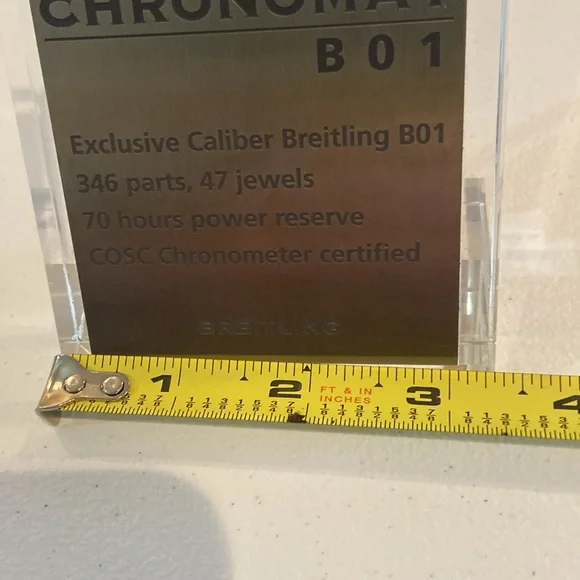 CHRONOMAT
B01
Exclusive Caliber Breitling B01
346 parts, 47 jewels
70 hours power reserve
COSC Chronometer certified
BREITLING
1 2 FT & IN INCHES 3 4